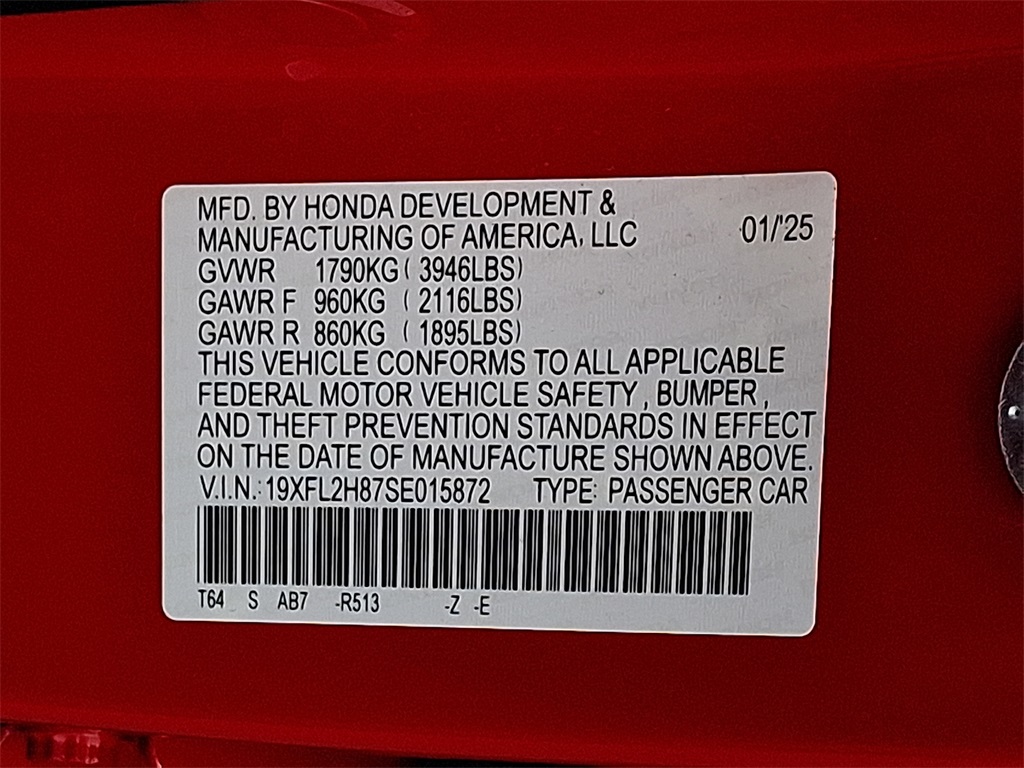 MFD. BY HONDA DEVELOPMENT &
MANUFACTURING OF AMERICA, LLC 01/'25
GVWR 1790KG ( 3946LBS)
GAWR F 960KG ( 2116LBS)
GAWR R 860KG ( 1895LBS)
THIS VEHICLE CONFORMS TO ALL APPLICABLE
FEDERAL MOTOR VEHICLE SAFETY , BUMPER ,
AND THEFT PREVENTION STANDARDS IN EFFECT
ON THE DATE OF MANUFACTURE SHOWN ABOVE.
V.I.N.: 19XFL2H87SE015872 TYPE: PASSENGER CAR
T64 S AB7 -R513 -Z -E